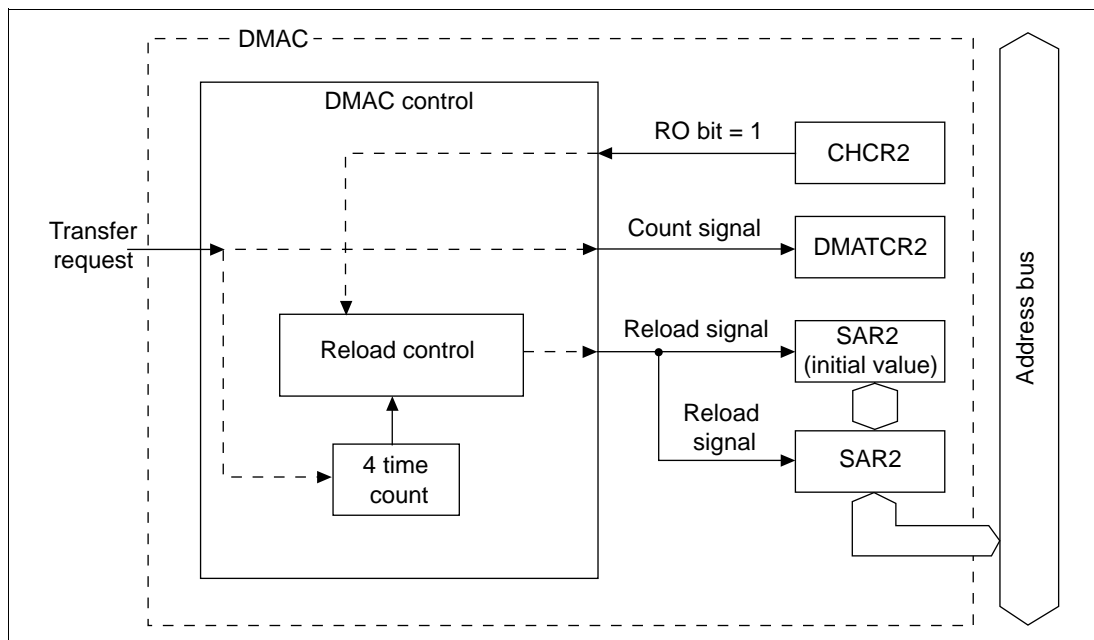 DMAC
DMAC control
RO bit = 1
CHCR2
Transfer
request
Count signal
DMATCR2
Reload control
Reload signal
SAR2
(initial value)
Reload
signal
SAR2
4 time
count
Address bus